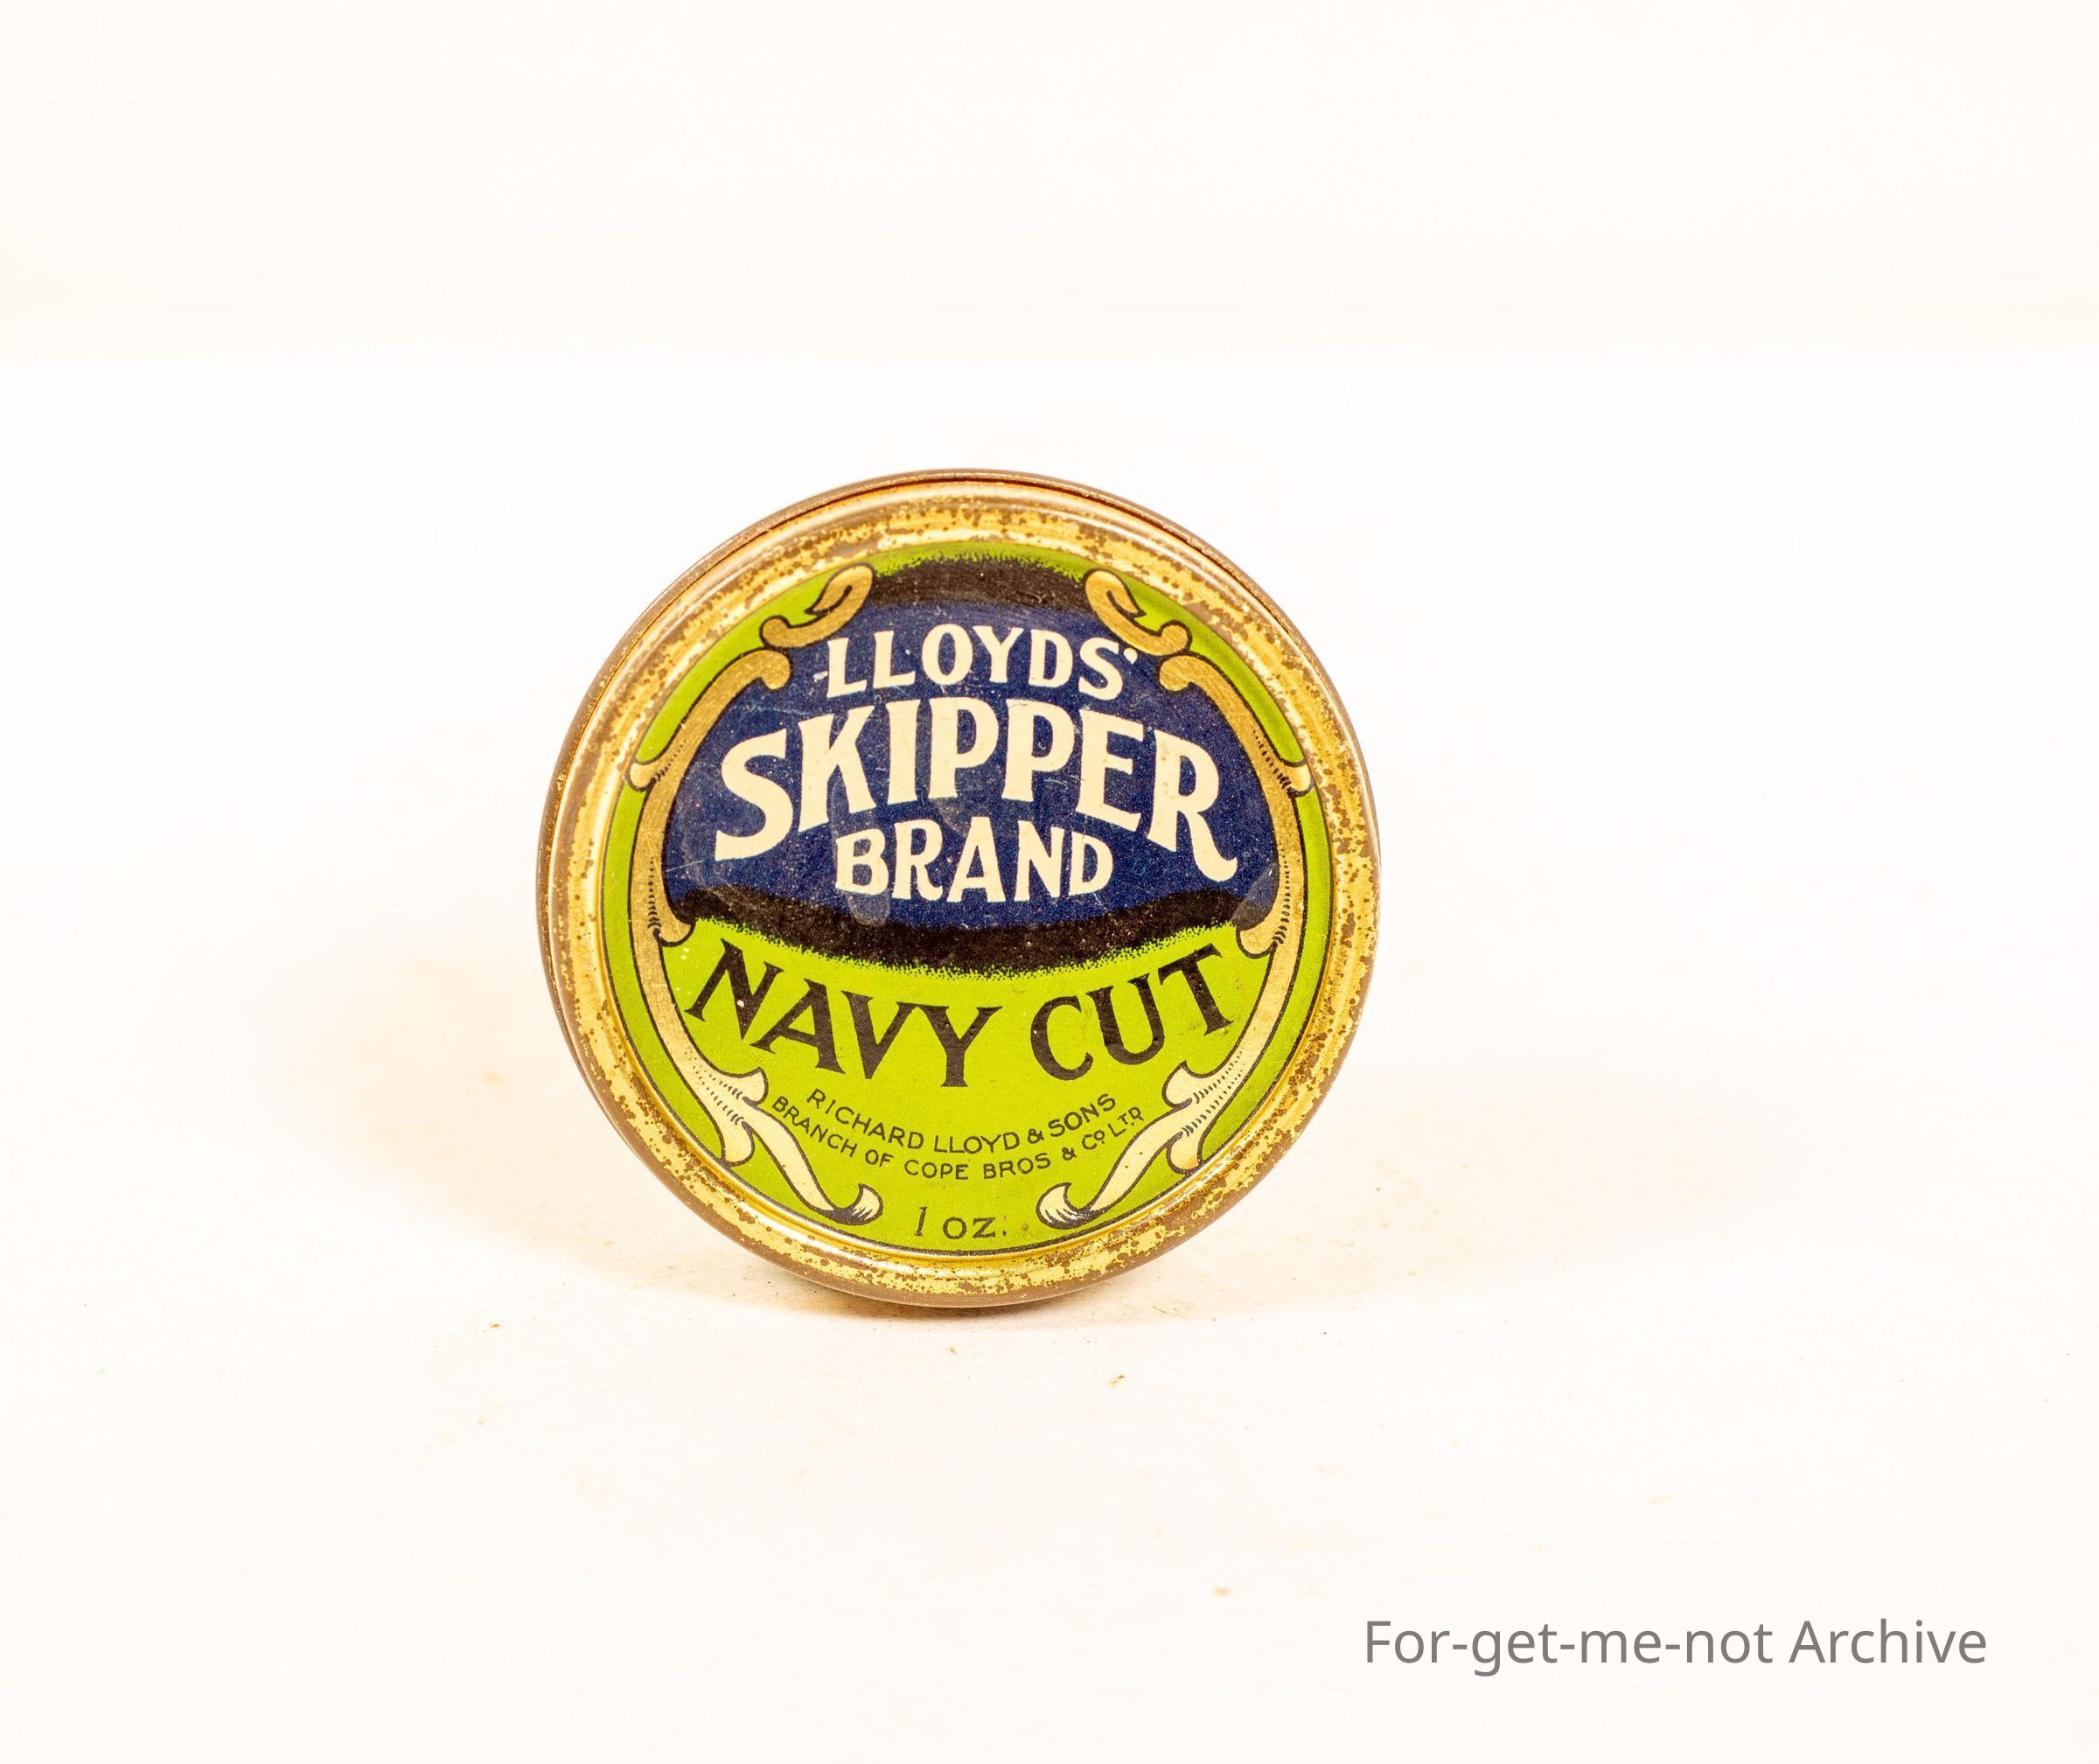 LLOYDS'
SKIPPER
BRAND
NAVY CUT
RICHARD LLOYD & SONS
BRANCH OF COPE BROS & Cº LTD
1 oz.
For-get-me-not Archive